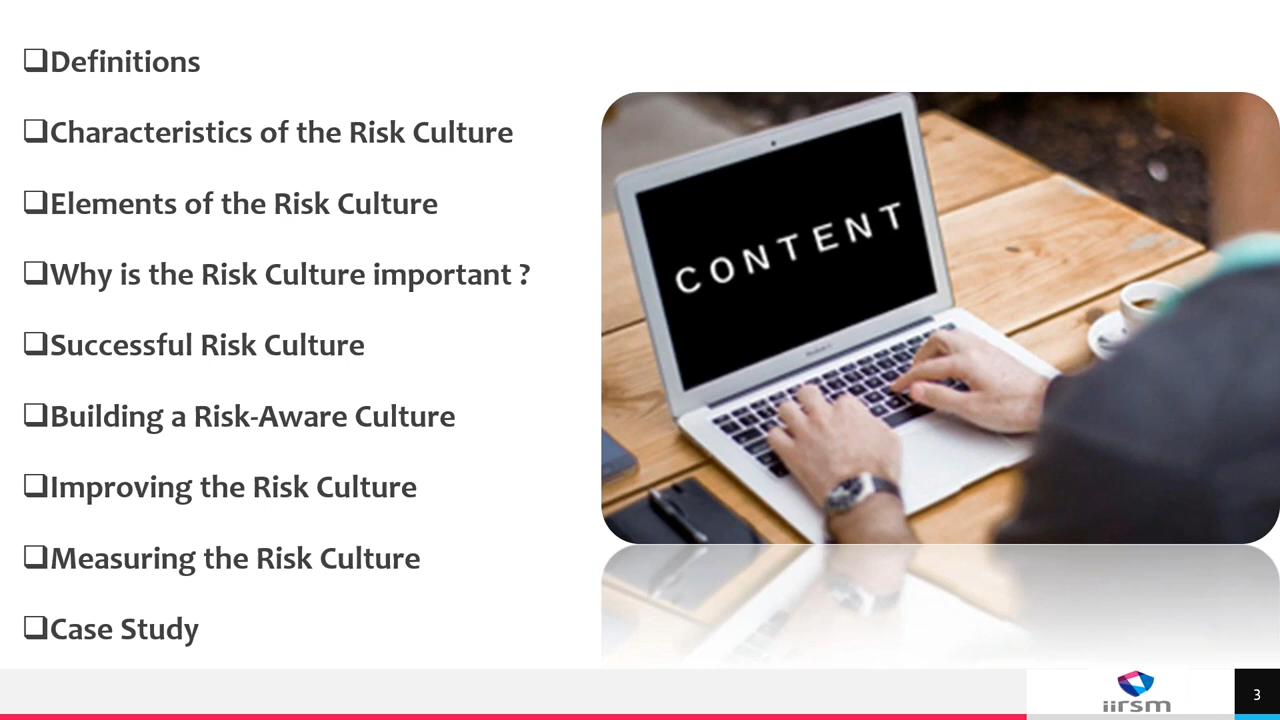 ❑Definitions
❑Characteristics of the Risk Culture
❑Elements of the Risk Culture
❑Why is the Risk Culture important ?
❑Successful Risk Culture
❑Building a Risk-Aware Culture
❑Improving the Risk Culture
❑Measuring the Risk Culture
❑Case Study
CONTENT
iirsm
3